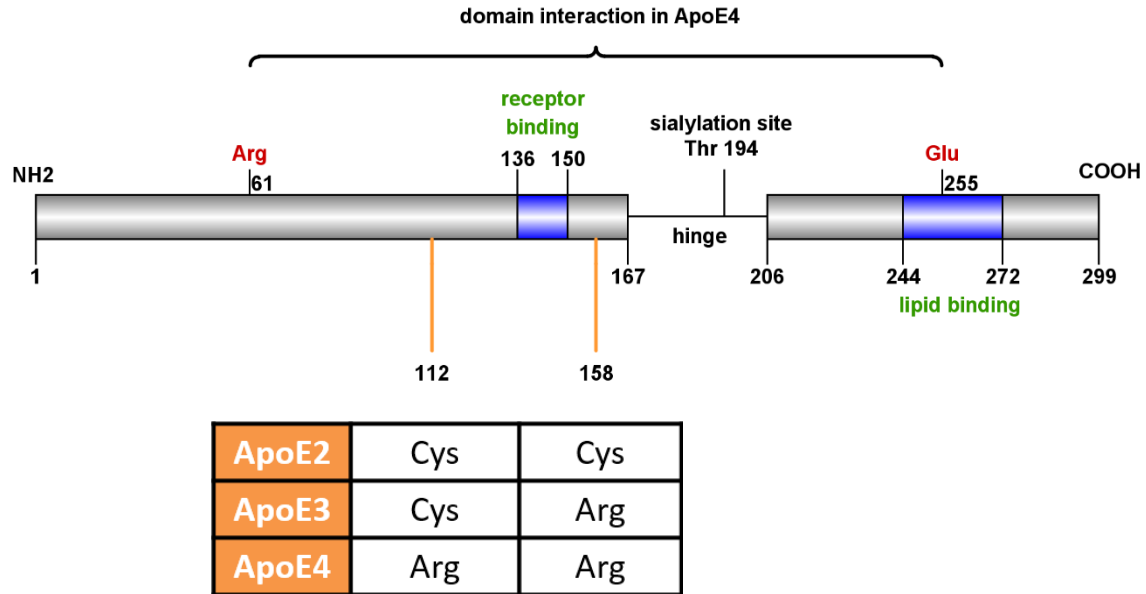 domain interaction in ApoE4
receptor
binding
sialylation site
Thr 194
Arg
136 150
Glu
NH2
61
255
COOH
hinge
1
167
206
244
272
299
lipid binding
112
158
ApoE2 Cys Cys
ApoE3 Cys Arg
ApoE4 Arg Arg